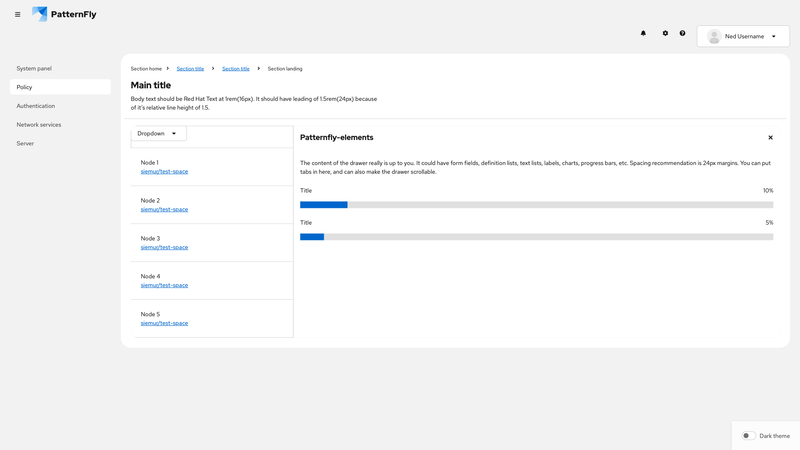 PatternFly
Ned Username
System panel
Policy
Authentication
Network services
Server
Section home Section title Section title Section landing
Main title
Body text should be Red Hat Text at 1rem(16px). It should have leading of 1.5rem(24px) because
of it's relative line height of 1.5.
Dropdown
Node 1
siemur/test-space
Node 2
siemur/test-space
Node 3
siemur/test-space
Node 4
siemur/test-space
Node 5
siemur/test-space
Patternfly-elements
The content of the drawer really is up to you. It could have form fields, definition lists, text lists, labels, charts, progress bars, etc. Spacing recommendation is 24px margins. You can put
tabs in here, and can also make the drawer scrollable.
Title 10%
Title 5%
Dark theme